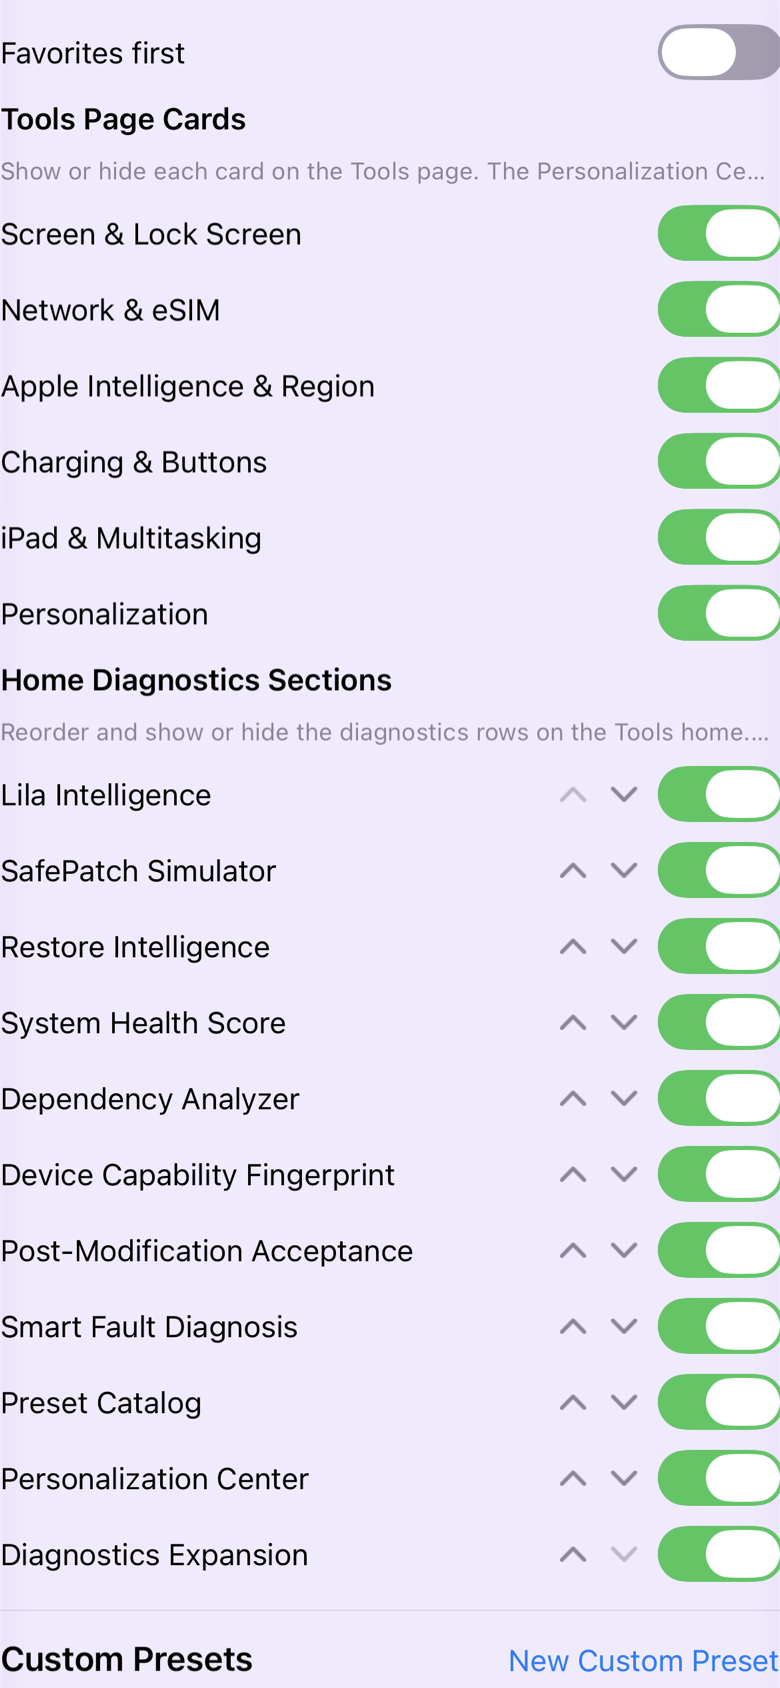 Favorites first
Tools Page Cards
Show or hide each card on the Tools page. The Personalization Ce...
Screen & Lock Screen
Network & eSIM
Apple Intelligence & Region
Charging & Buttons
iPad & Multitasking
Personalization
Home Diagnostics Sections
Reorder and show or hide the diagnostics rows on the Tools home....
Lila Intelligence
SafePatch Simulator
Restore Intelligence
System Health Score
Dependency Analyzer
Device Capability Fingerprint
Post-Modification Acceptance
Smart Fault Diagnosis
Preset Catalog
Personalization Center
Diagnostics Expansion
Custom Presets
New Custom Preset